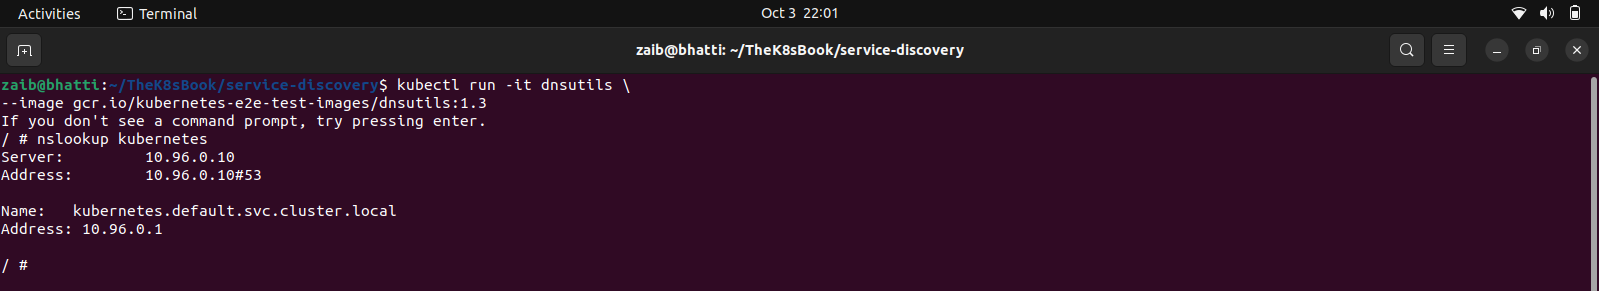 Activities Terminal Oct 3 22:01
zaib@bhatti: ~/TheK8sBook/service-discovery
zaib@bhatti:~/TheK8sBook/service-discovery$ kubectl run -it dnsutils \
--image gcr.io/kubernetes-e2e-test-images/dnsutils:1.3
If you don't see a command prompt, try pressing enter.
/ # nslookup kubernetes
Server:         10.96.0.10
Address:        10.96.0.10#53
Name:   kubernetes.default.svc.cluster.local
Address: 10.96.0.1
/ #